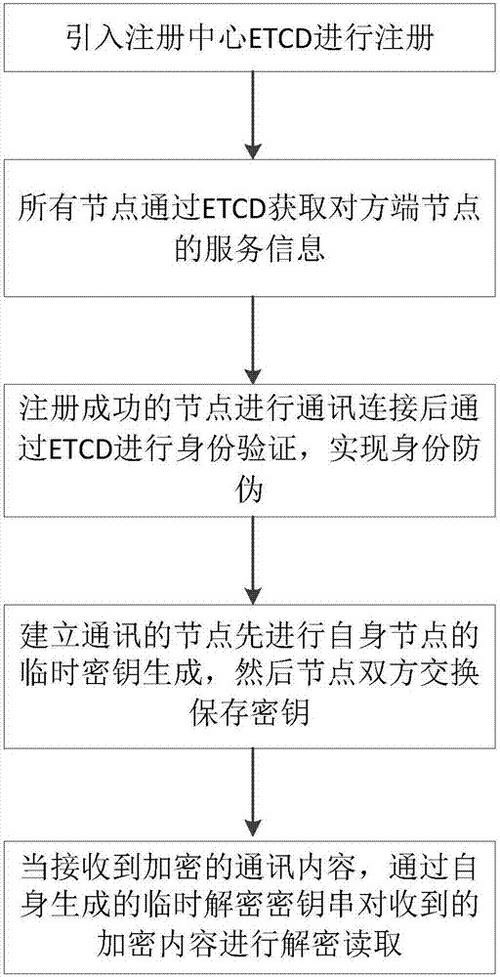 引入注册中心ETCD进行注册
所有节点通过ETCD获取对方端节点
的服务信息
注册成功的节点进行通讯连接后通
过ETCD进行身份验证，实现身份防
伪
建立通讯的节点先进行自身节点的
临时密钥生成，然后节点双方交换
保存密钥
当接收到加密的通讯内容，通过自
身生成的临时解密密钥串对收到的
加密内容进行解密读取